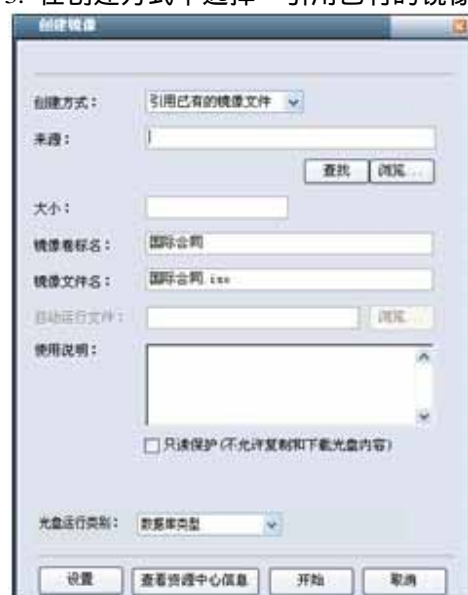 3. 在创建方式中选择“引用已有的镜像
创建镜像
创建方式： 引用已有的镜像文件
来源：
查找 浏览...
大小：
镜像卷标名： 国际合同
镜像文件名： 国际合同.iso
自动运行文件： 浏览
使用说明：
只读保护(不允许复制和下载光盘内容)
光盘运行类别： 数据库类型
设置 查看资源中心信息 开始 取消